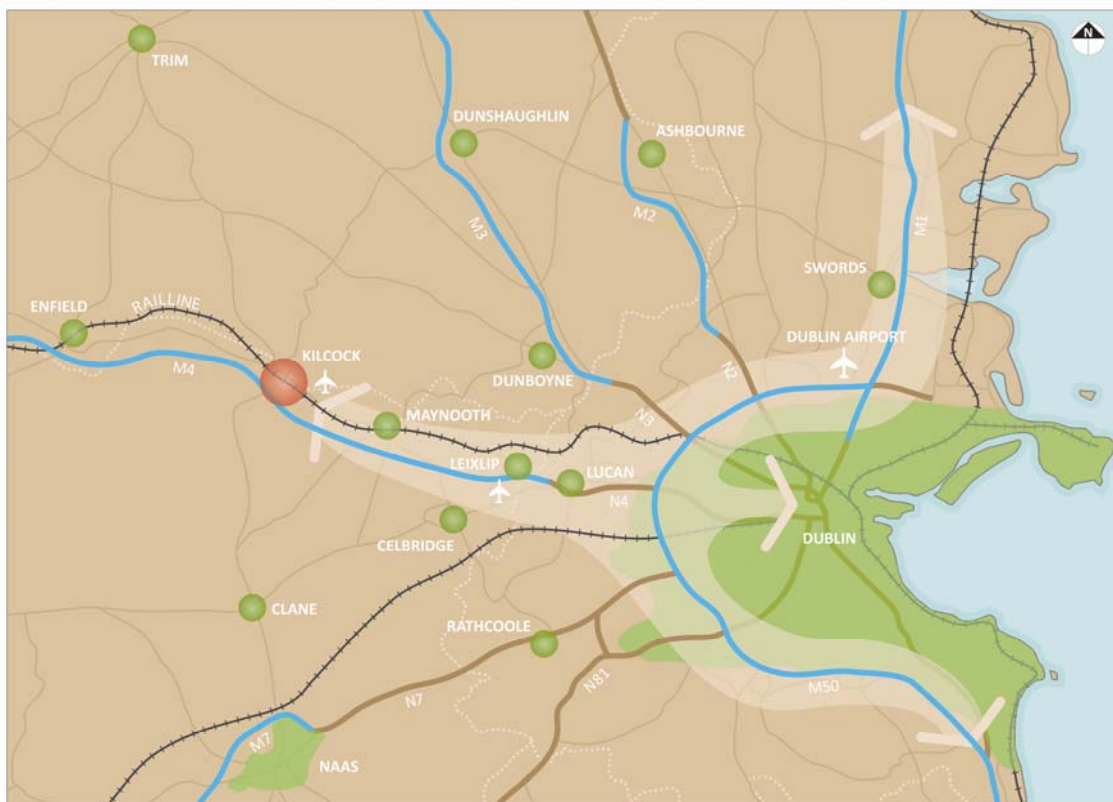 N
TRIM
DUNSHAUGHLIN
ASHBOURNE
M2
M1
M3
SWORDS
RAILLINE
ENFIELD
DUBLIN AIRPORT
KILCOCK
M4
DUNBOYNE
N2
MAYNOOTH
N3
LEIXLIP
LUCAN
N4
CELBRIDGE
DUBLIN
CLANE
RATHCOOLE
N81
M50
N7
M7
NAAS